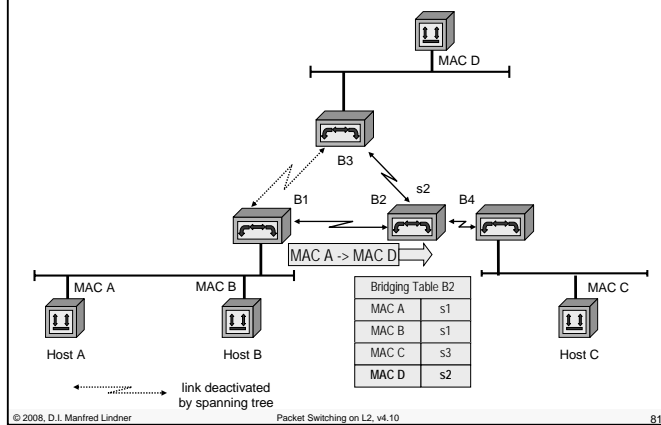 MAC D
B3
s2
B1
B2
B4
MAC A -> MAC D
MAC A
MAC B
MAC C
Host A
Host B
Host C
Bridging Table B2
MAC A s1
MAC B s1
MAC C s3
MAC D s2
link deactivated
by spanning tree
© 2008, D.I. Manfred Lindner
Packet Switching on L2, v4.10
81